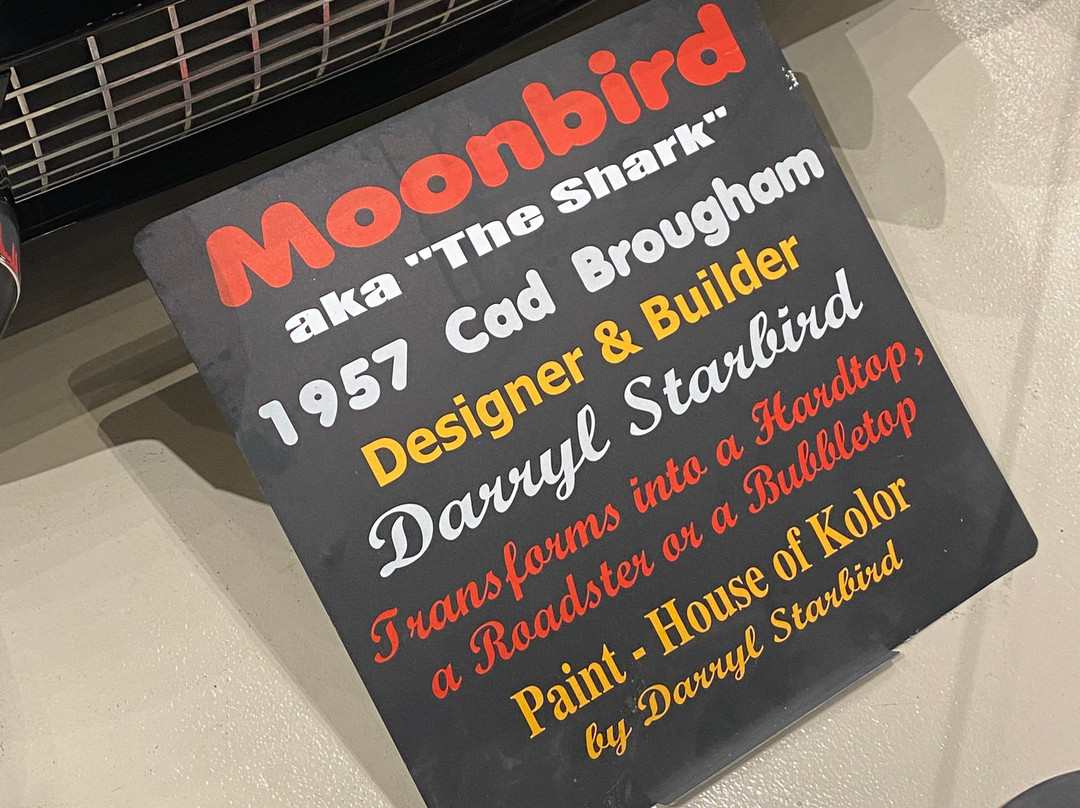 Moonbird
aka "The Shark"
1957 Cad Brougham
Designer & Builder
Darryl Starbird
Transforms into a Hardtop,
a Roadster or a Bubbletop
Paint - House of Kolor
by Darryl Starbird